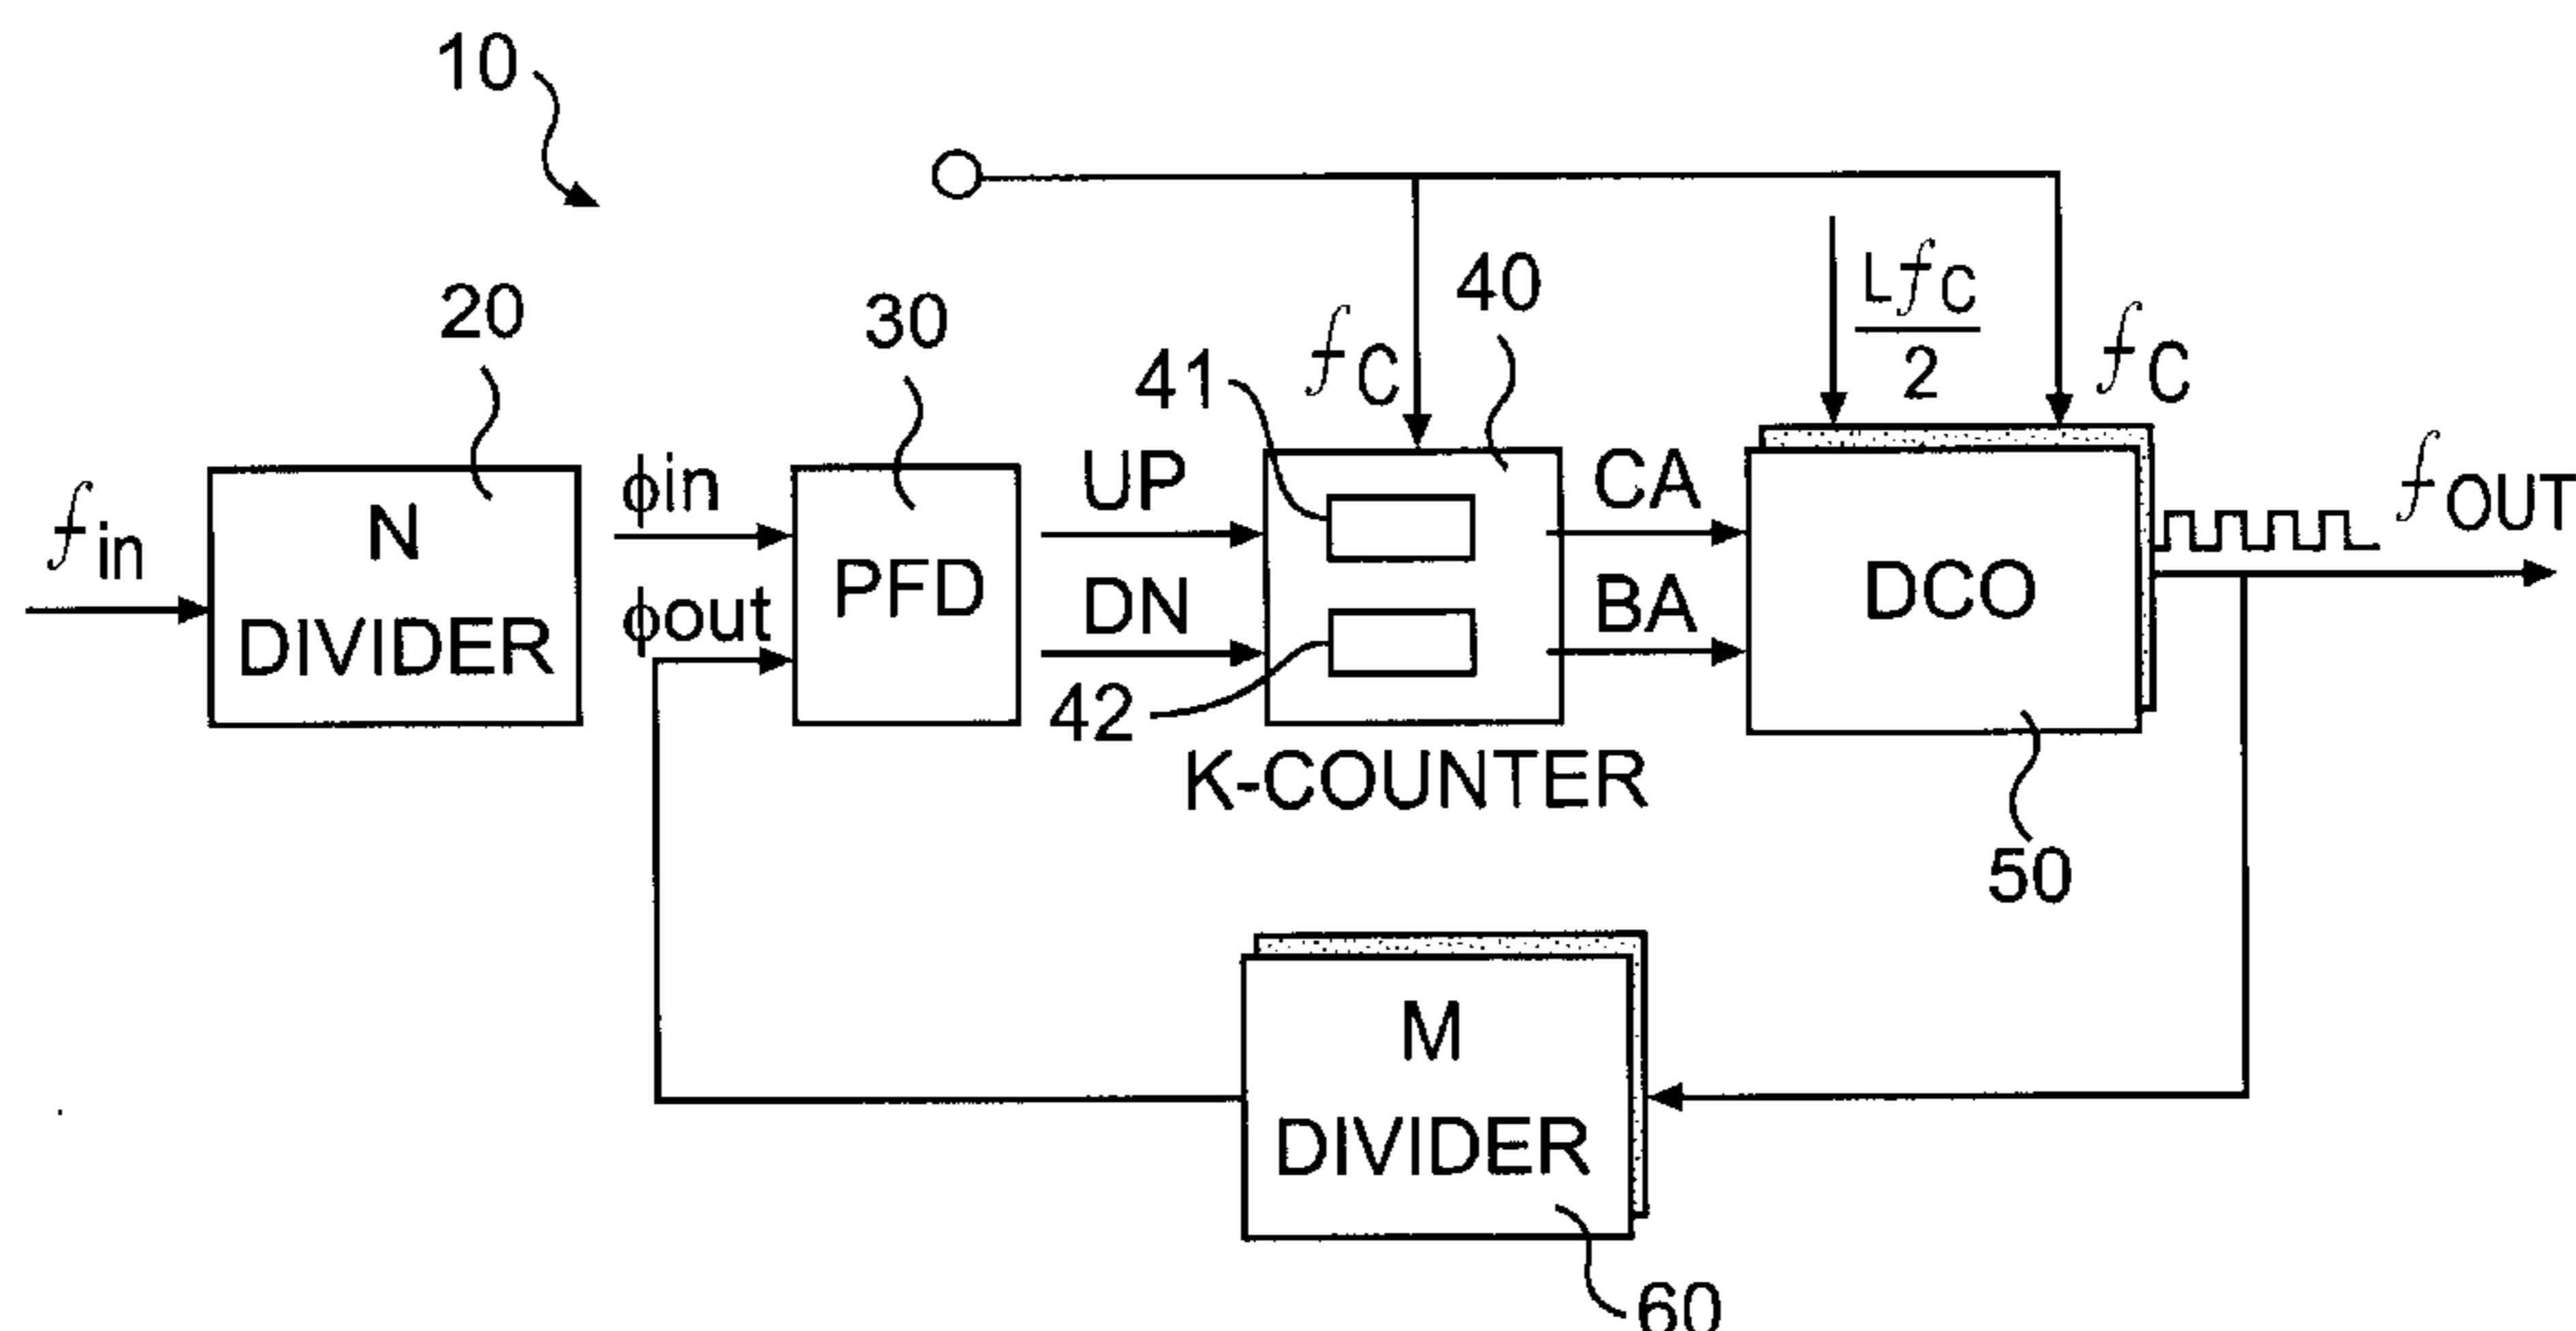 10
20
30
40
41
42
50
60
fin
N
DIVIDER
ϕin
ϕout
PFD
UP
DN
fC
K-COUNTER
CA
BA
LfC
2
fC
DCO
fOUT
M
DIVIDER